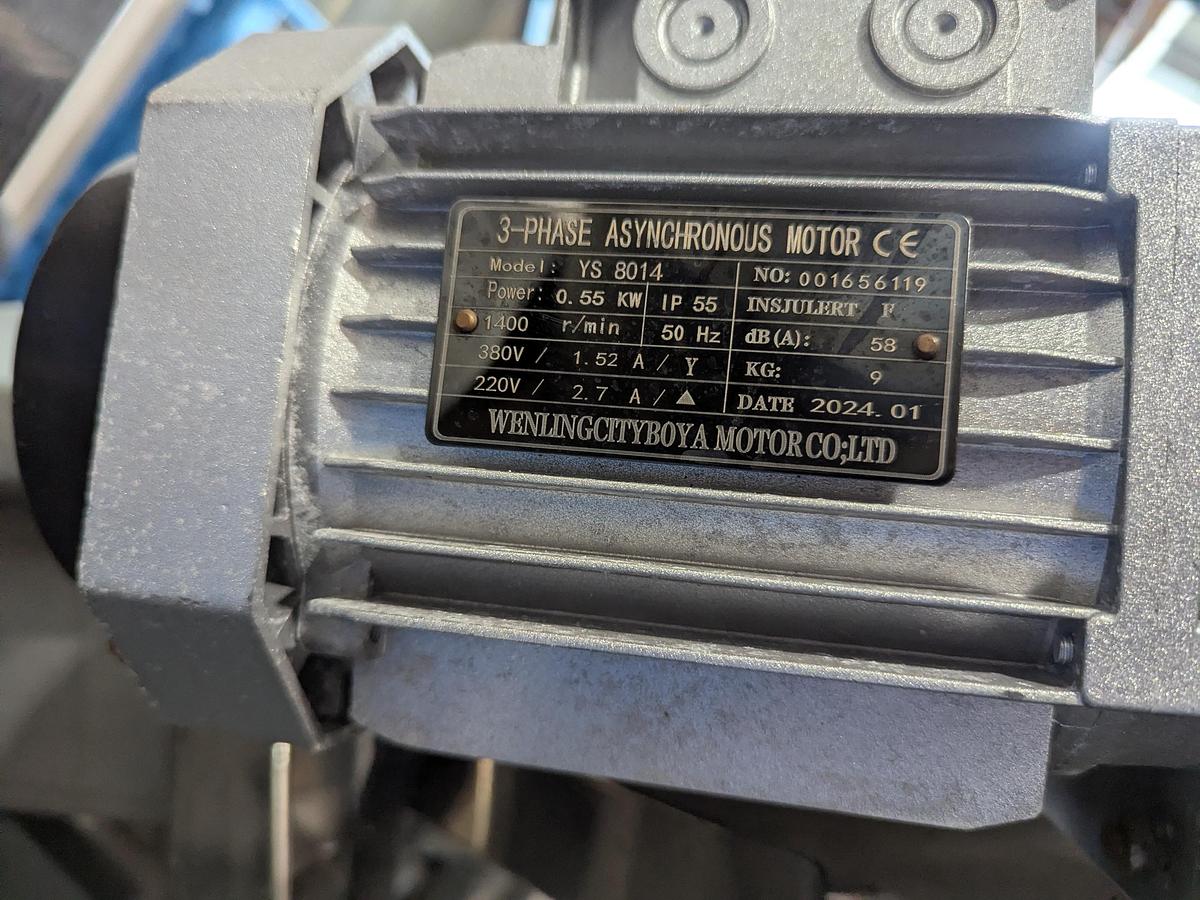 3-PHASE ASYNCHRONOUS MOTOR CE
Model: YS 8014
NO: 001656119
Power: 0.55 KW IP 55
INSJULERT F
1400 r/min 50 Hz
dB(A): 58
380V / 1.52 A / Y
KG: 9
220V / 2.7 A / △
DATE 2024.01
WENLINGCITYBOYA MOTOR CO;LTD